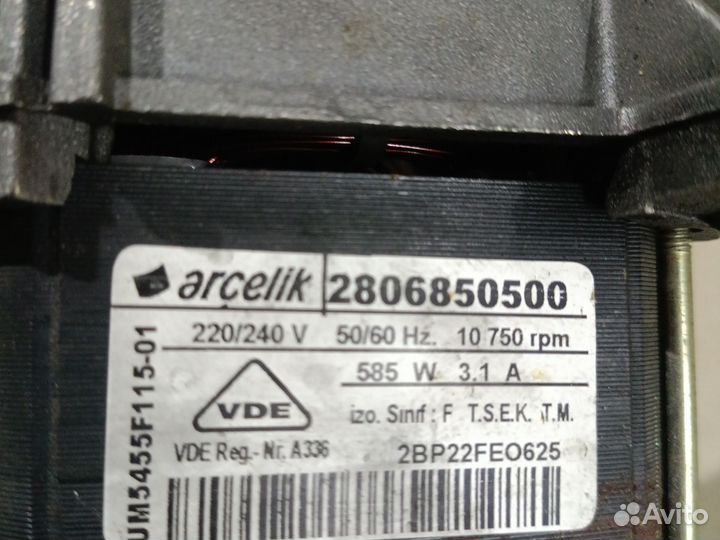 arçelik 2806850500
220/240 V 50/60 Hz. 10 750 rpm
585 W 3.1 A
VDE
izo. Sınıf : F T.S.E.K. T.M.
VDE Reg.- Nr. A336 2BP22FEO625
UM5455F115-01
Avito